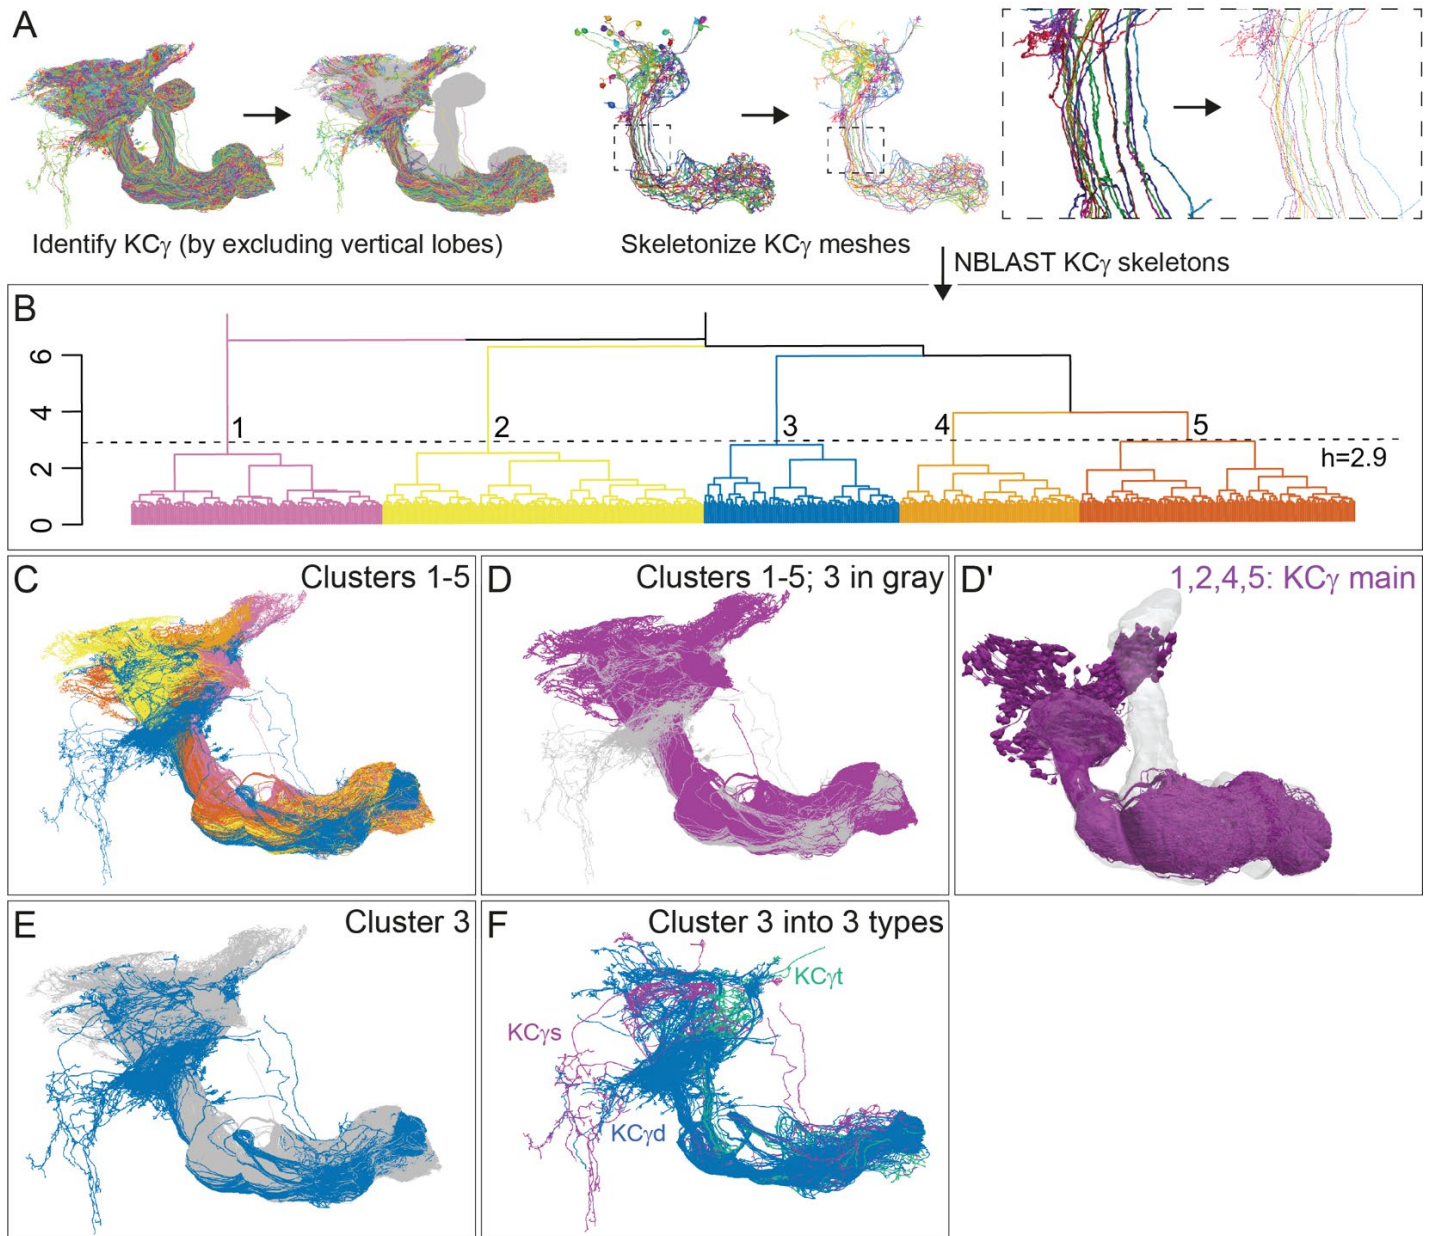 A
Identify KCγ (by excluding vertical lobes)
Skeletonize KCγ meshes
NBLAST KCγ skeletons
B
6
4
2
0
1
2
3
4
5
h=2.9
C
Clusters 1-5
D
Clusters 1-5; 3 in gray
D'
1,2,4,5: KCγ main
E
Cluster 3
F
Cluster 3 into 3 types
KCγt
KCγs
KCγd